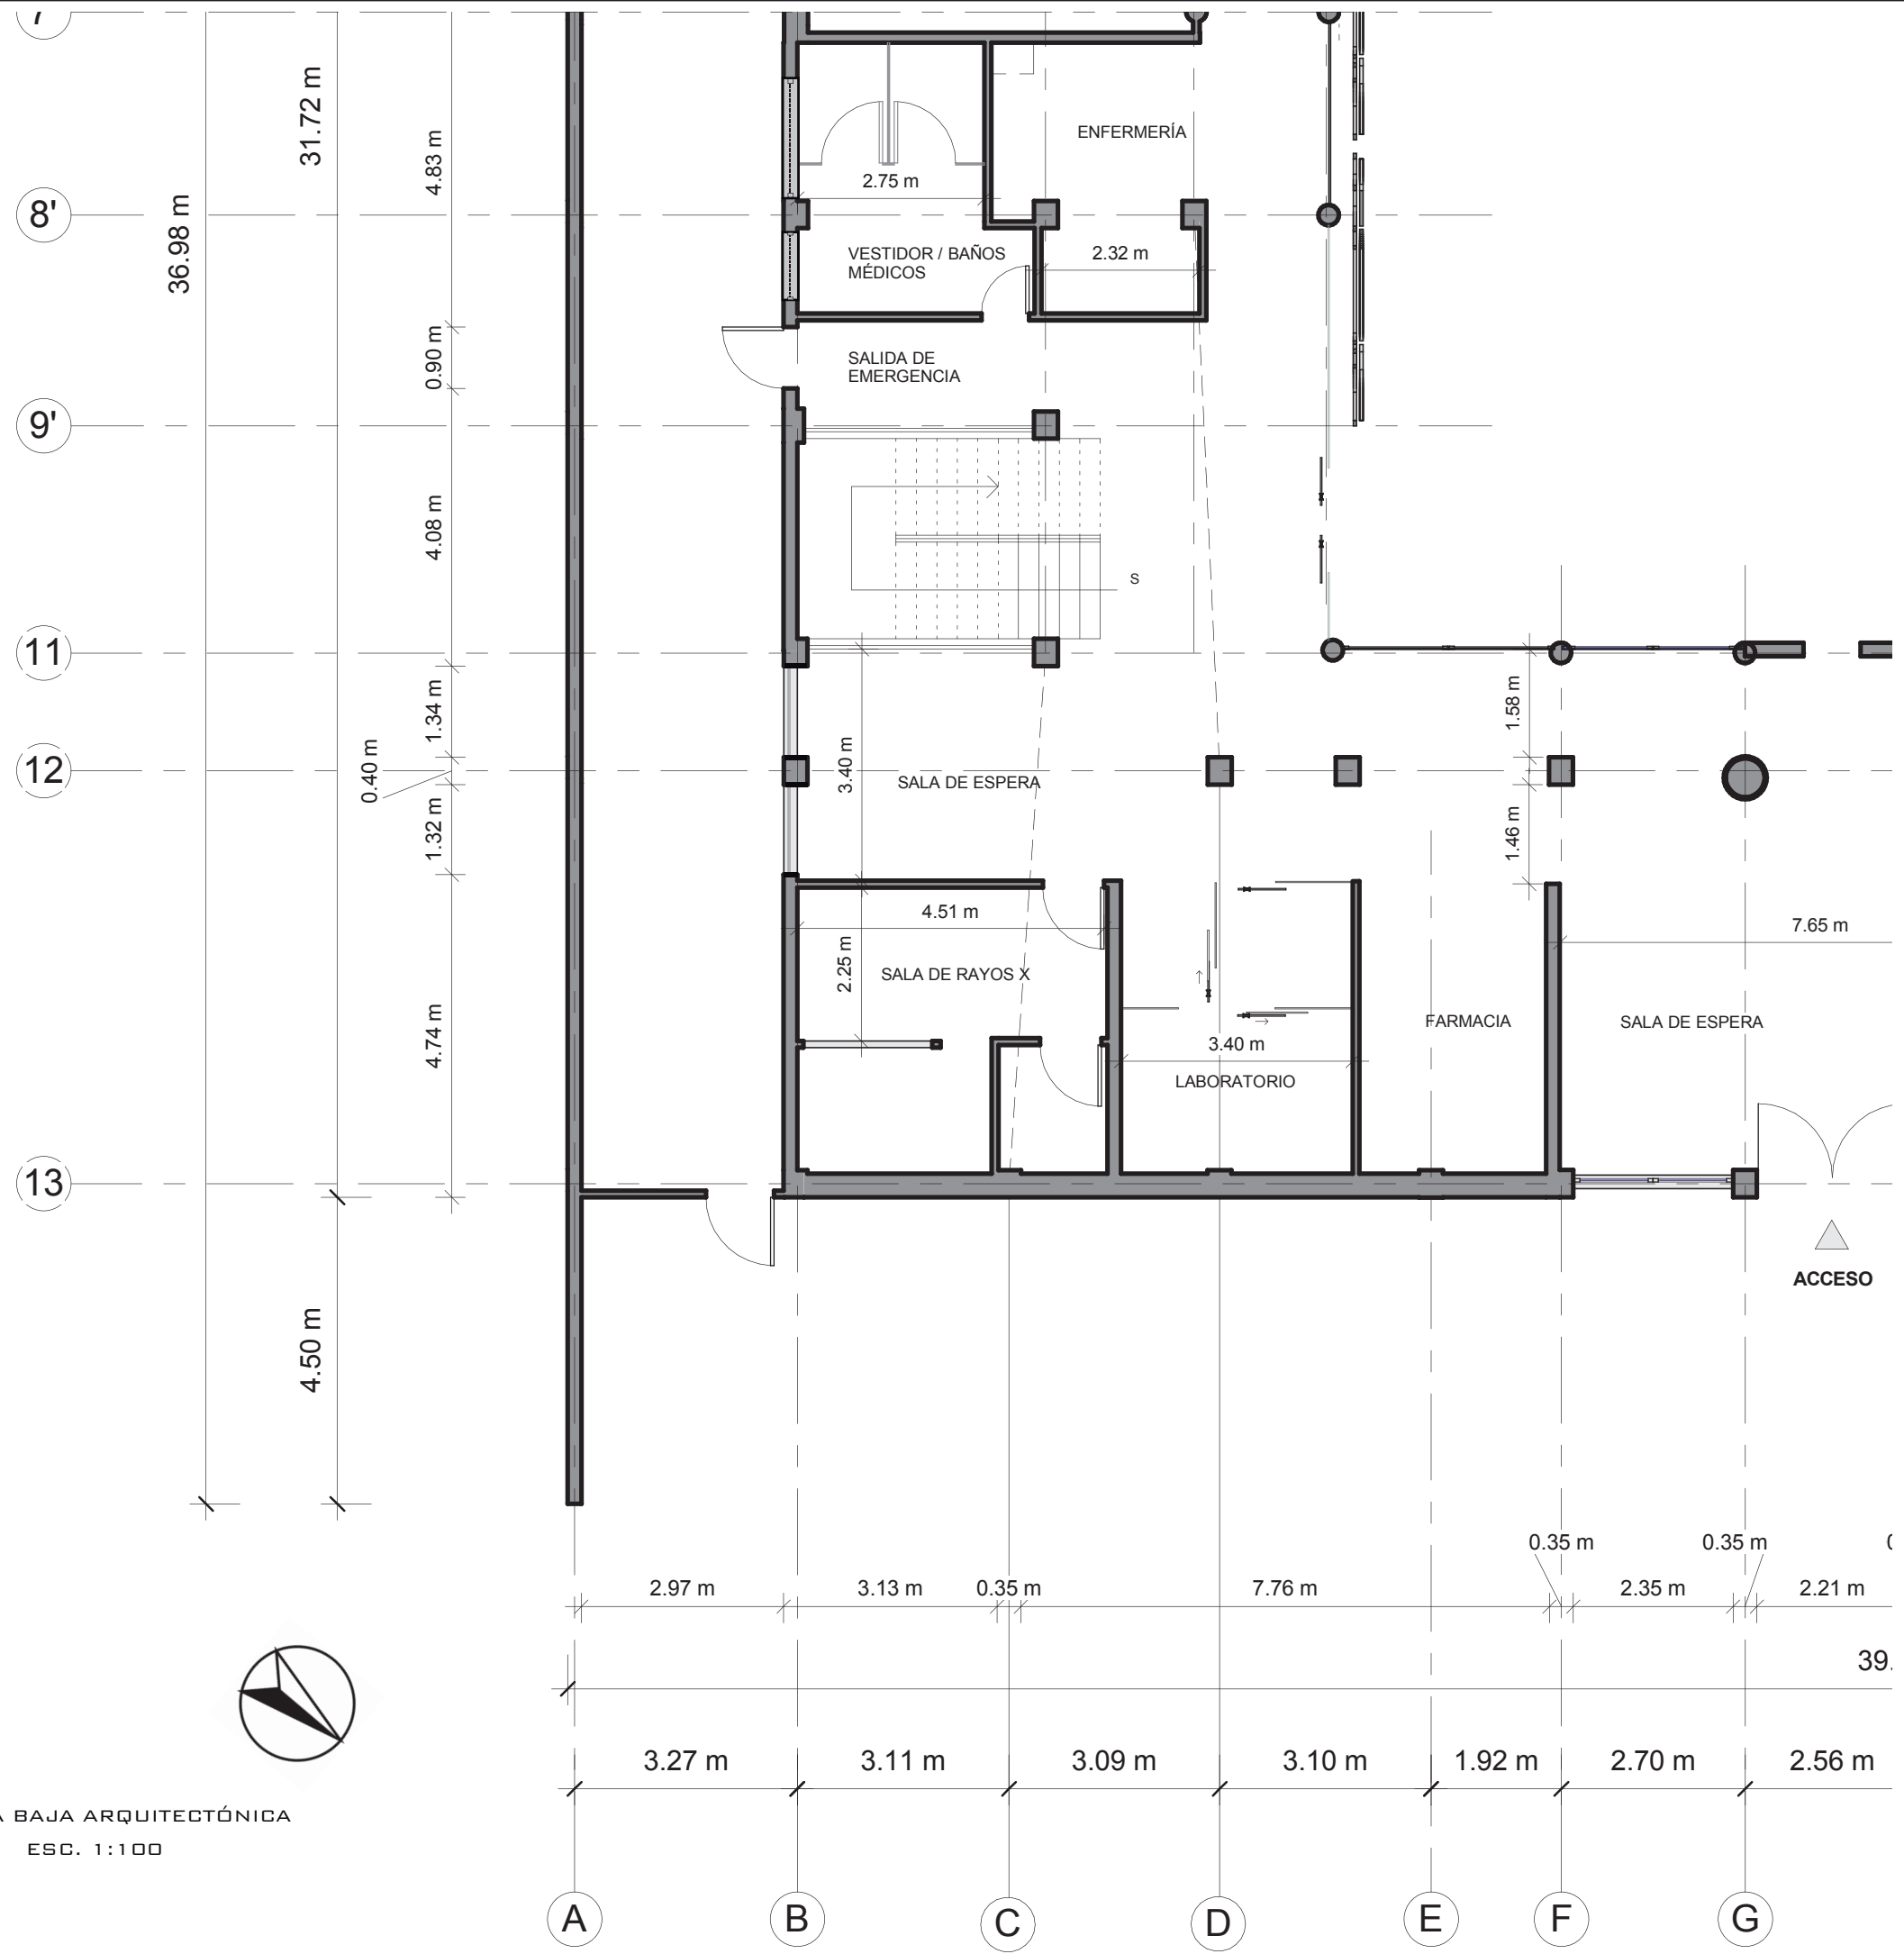 31.72 m
36.98 m
4.83 m
ENFERMERÍA
2.75 m
8'
VESTIDOR / BAÑOS
MÉDICOS
2.32 m
0.90 m
SALIDA DE
EMERGENCIA
9'
4.08 m
S
11
1.34 m
1.58 m
3.40 m
12
0.40 m
SALA DE ESPERA
1.32 m
1.46 m
4.51 m
7.65 m
2.25 m
SALA DE RAYOS X
4.74 m
FARMACIA
SALA DE ESPERA
3.40 m
LABORATORIO
13
ACCESO
4.50 m
0.35 m
0.35 m
2.97 m
3.13 m
0.35 m
7.76 m
2.35 m
2.21 m
39.
3.27 m
3.11 m
3.09 m
3.10 m
1.92 m
2.70 m
2.56 m
A BAJA ARQUITECTÓNICA
ESC. 1:100
A
B
C
D
E
F
G